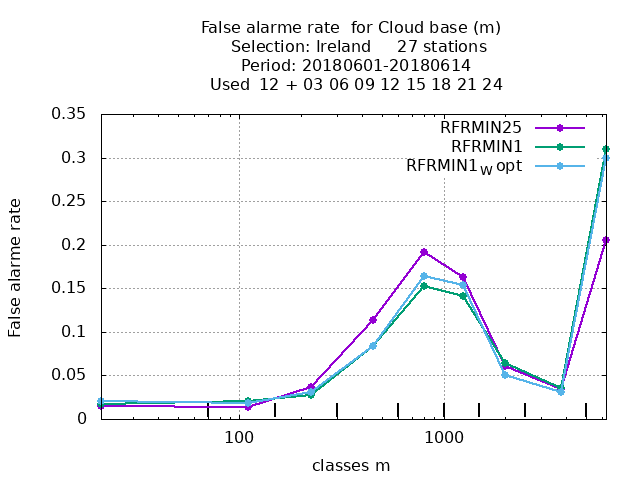 False alarme rate  for Cloud base (m)
Selection: Ireland     27 stations
Period: 20180601-20180614
Used  12 + 03 06 09 12 15 18 21 24
RFRMIN25
RFRMIN1
RFRMIN1W opt
0.35
0.3
0.25
0.2
0.15
0.1
0.05
0
False alarme rate
100
1000
classes m